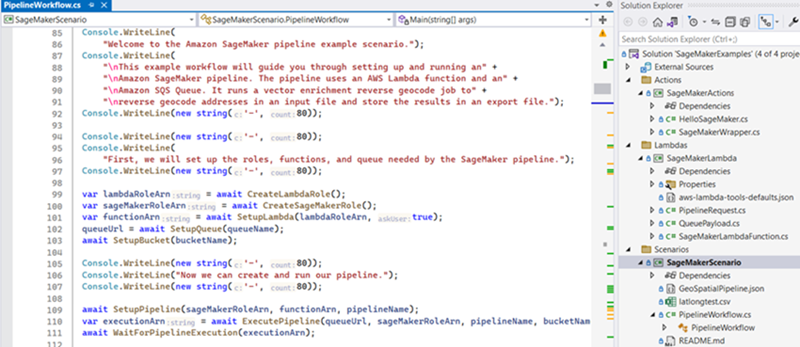 PipelineWorkflow.cs
SageMakerScenario
SageMakerScenario.PipelineWorkflow
Main(string[] args)
85 Console.WriteLine(
86 "Welcome to the Amazon SageMaker pipeline example scenario.");
87 Console.WriteLine(
88 "\nThis example workflow will guide you through setting up and running an" +
89 "\nAmazon SageMaker pipeline. The pipeline uses an AWS Lambda function and an" +
90 "\nAmazon SQS Queue. It runs a vector enrichment reverse geocode job to" +
91 "\nreverse geocode addresses in an input file and store the results in an export file.");
92 Console.WriteLine(new string(c:'-', count:80));
93
94 Console.WriteLine(new string(c:'-', count:80));
95 Console.WriteLine(
96 "First, we will set up the roles, functions, and queue needed by the SageMaker pipeline.");
97 Console.WriteLine(new string(c:'-', count:80));
98
99 var lambdaRoleArn:string = await CreateLambdaRole();
100 var sageMakerRoleArn:string = await CreateSageMakerRole();
101 var functionArn:string = await SetupLambda(lambdaRoleArn, askUser:true);
102 queueUrl = await SetupQueue(queueName);
103 await SetupBucket(bucketName);
104
105 Console.WriteLine(new string(c:'-', count:80));
106 Console.WriteLine("Now we can create and run our pipeline.");
107 Console.WriteLine(new string(c:'-', count:80));
108
109 await SetupPipeline(sageMakerRoleArn, functionArn, pipelineName);
110 var executionArn:string = await ExecutePipeline(queueUrl, sageMakerRoleArn, pipelineName, bucketNam
111 await WaitForPipelineExecution(executionArn);
Solution Explorer
Search Solution Explorer (Ctrl+;)
Solution 'SageMakerExamples' (4 of 4 proje
External Sources
Actions
SageMakerActions
Dependencies
HelloSageMaker.cs
SageMakerWrapper.cs
Lambdas
SageMakerLambda
Dependencies
Properties
aws-lambda-tools-defaults.json
PipelineRequest.cs
QueuePayload.cs
SageMakerLambdaFunction.cs
Scenarios
SageMakerScenario
Dependencies
GeoSpatialPipeline.json
latlongtest.csv
PipelineWorkflow.cs
PipelineWorkflow
README.md